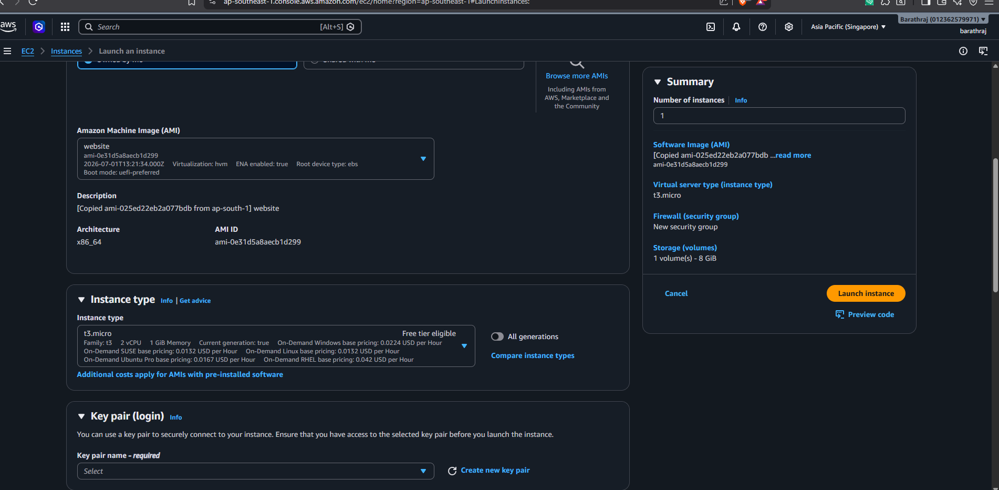 ap-southeast-1.console.aws.amazon.com/ec2/home?region=ap-southeast-1#LaunchInstances:
aws
Search
[Alt+S]
Asia Pacific (Singapore)
Barathraj (012362579971)
barathraj
EC2
Instances
Launch an instance
Owned by me
Shared with me
Browse more AMIs
Including AMIs from
AWS, Marketplace and
the Community
Amazon Machine Image (AMI)
website
ami-0e31d5a8aecb1d299
2026-07-01T13:21:34.000Z Virtualization: hvm ENA enabled: true Root device type: ebs
Boot mode: uefi-preferred
Description
[Copied ami-025ed22eb2a077bdb from ap-south-1] website
Architecture
AMI ID
x86_64
ami-0e31d5a8aecb1d299
Instance type Info | Get advice
Instance type
t3.micro
Free tier eligible
Family: t3 2 vCPU 1 GiB Memory Current generation: true On-Demand Windows base pricing: 0.0224 USD per Hour
On-Demand SUSE base pricing: 0.0132 USD per Hour On-Demand Linux base pricing: 0.0132 USD per Hour
On-Demand Ubuntu Pro base pricing: 0.0167 USD per Hour On-Demand RHEL base pricing: 0.042 USD per Hour
All generations
Compare instance types
Additional costs apply for AMIs with pre-installed software
Key pair (login) Info
You can use a key pair to securely connect to your instance. Ensure that you have access to the selected key pair before you launch the instance.
Key pair name - required
Select
Create new key pair
Summary
Number of instances Info
1
Software Image (AMI)
[Copied ami-025ed22eb2a077bdb ...read more
ami-0e31d5a8aecb1d299
Virtual server type (instance type)
t3.micro
Firewall (security group)
New security group
Storage (volumes)
1 volume(s) - 8 GiB
Cancel
Launch instance
Preview code